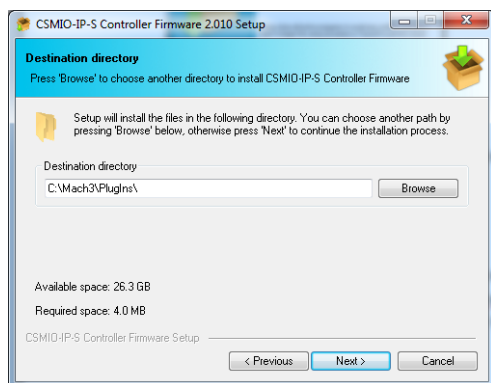 CSMIO-IP-S Controller Firmware 2.010 Setup
Destination directory
Press 'Browse' to choose another directory to install CSMIO-IP-S Controller Firmware
Setup will install the files in the following directory. You can choose another path by
pressing 'Browse' below, otherwise press 'Next' to continue the installation process.
Destination directory
C:\Mach3\PlugIns\
Browse
Available space: 26.3 GB
Required space: 4.0 MB
CSMIO-IP-S Controller Firmware Setup
< Previous
Next >
Cancel